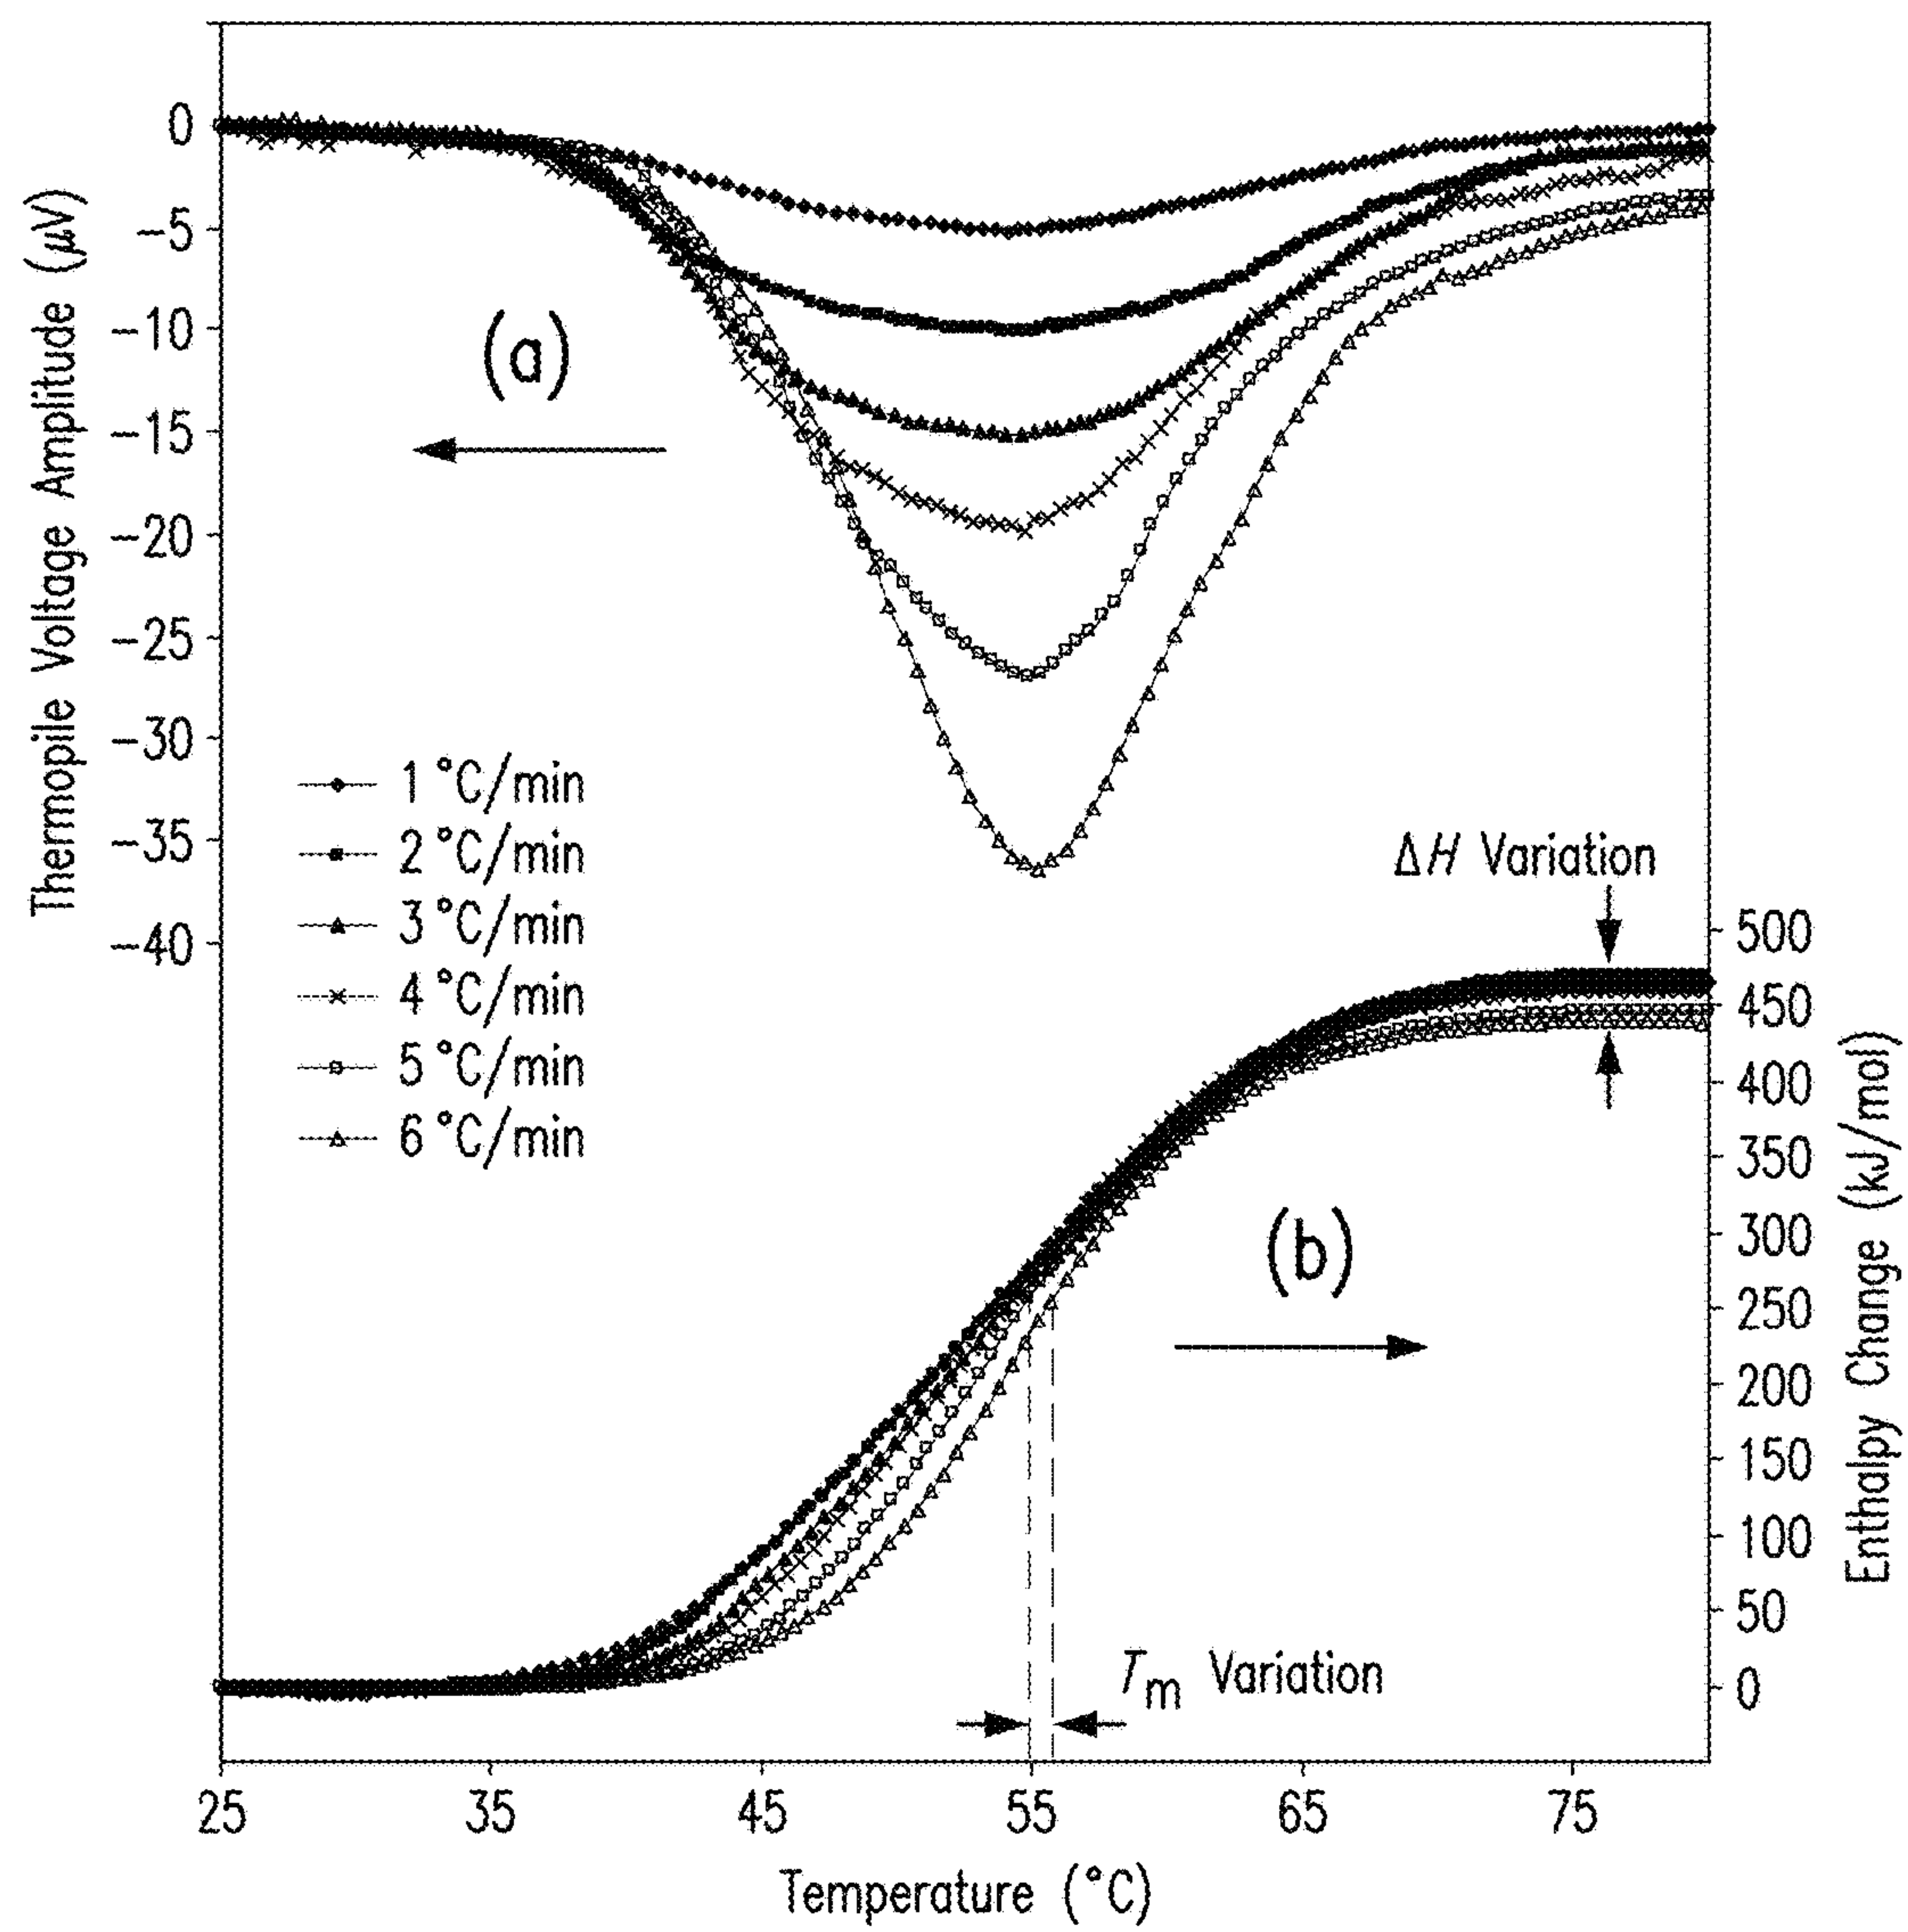 Thermopile Voltage Amplitude (μV)
0
−5
−10
−15
−20
−25
−30
−35
−40
(a)
1 °C/min
2 °C/min
3 °C/min
4 °C/min
5 °C/min
6 °C/min
ΔH Variation
500
450
400
350
300
250
200
150
100
50
0
Enthalpy Change (kJ/mol)
(b)
Tm Variation
25 35 45 55 65 75
Temperature (°C)